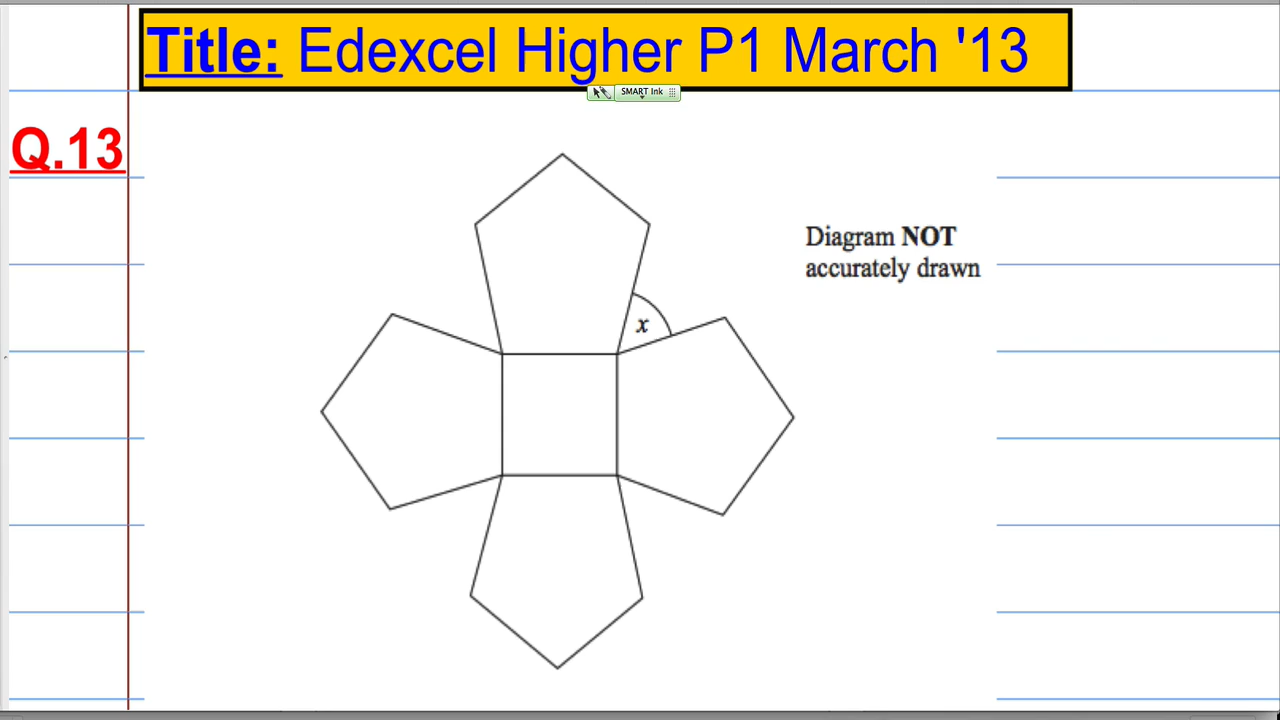 Title: Edexcel Higher P1 March '13
SMART Ink
Q.13
Diagram NOT
accurately drawn
x